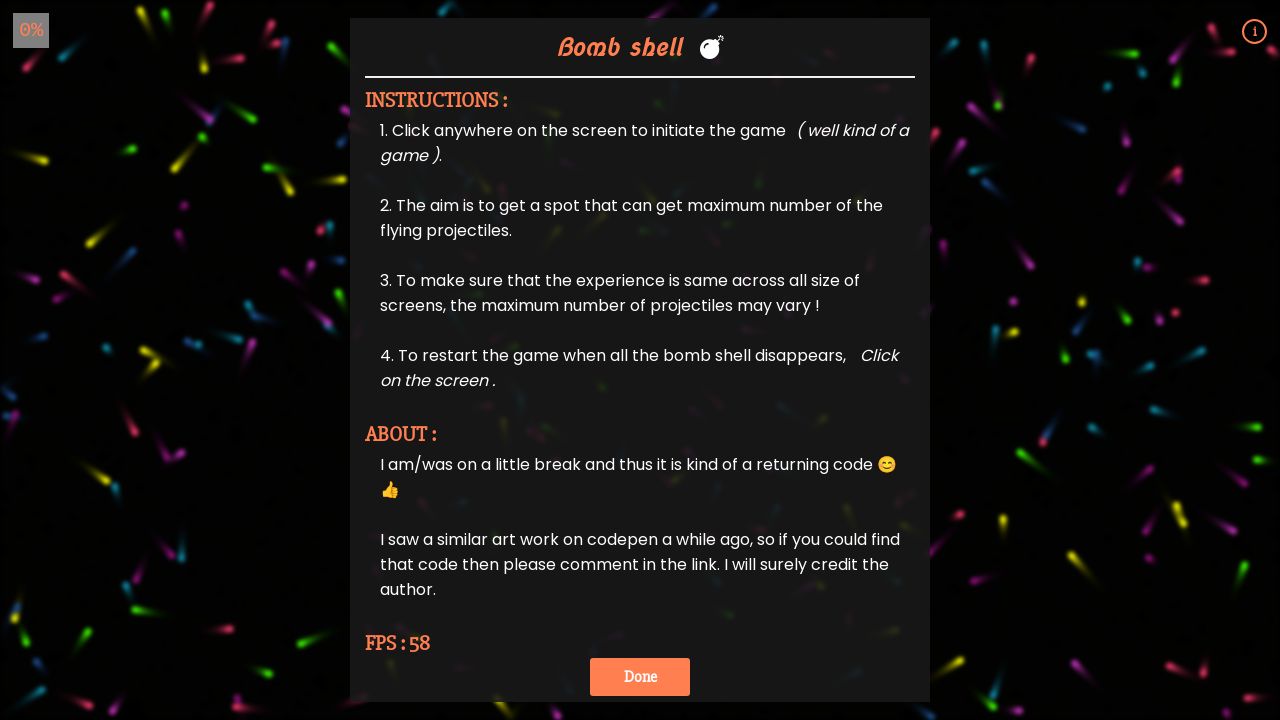 0%
Bomb shell 💣
i
INSTRUCTIONS :
1. Click anywhere on the screen to initiate the game ( well kind of a
game ).
2. The aim is to get a spot that can get maximum number of the
flying projectiles.
3. To make sure that the experience is same across all size of
screens, the maximum number of projectiles may vary !
4. To restart the game when all the bomb shell disappears, Click
on the screen .
ABOUT :
I am/was on a little break and thus it is kind of a returning code 😊
👍
I saw a similar art work on codepen a while ago, so if you could find
that code then please comment in the link. I will surely credit the
author.
FPS : 58
Done